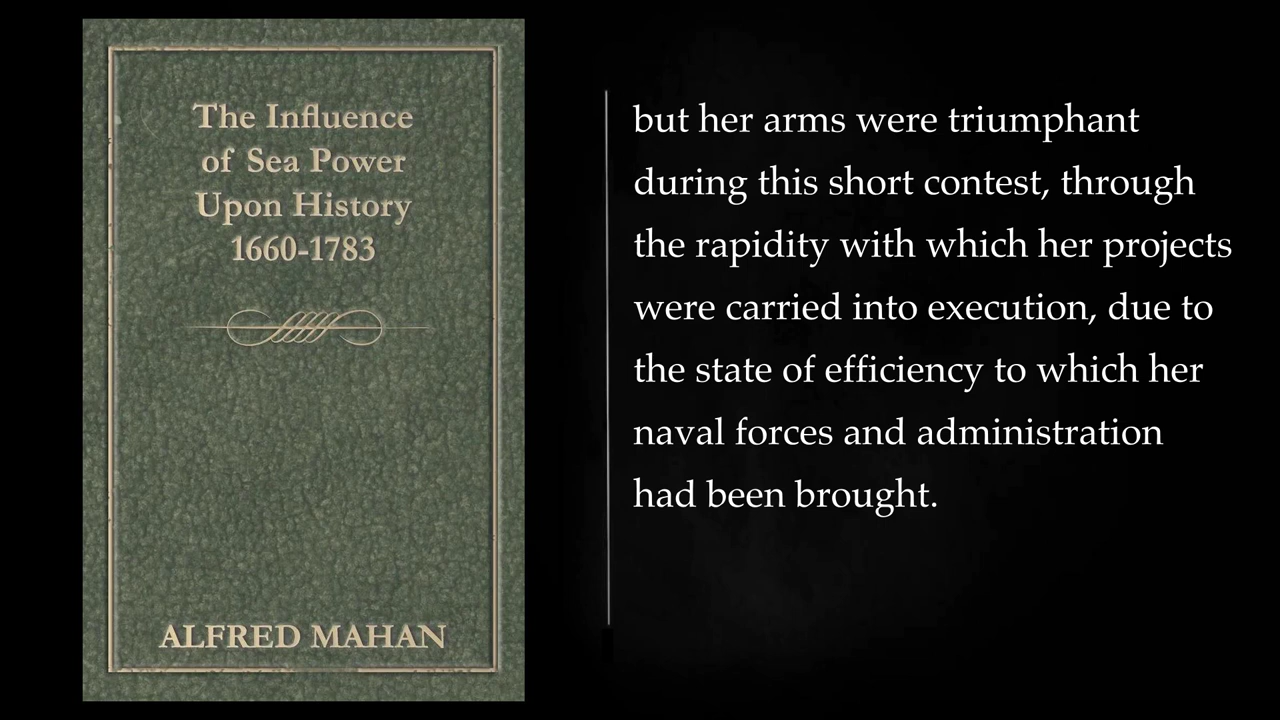 The Influence
of Sea Power
Upon History
1660-1783
ALFRED MAHAN
but her arms were triumphant
during this short contest, through
the rapidity with which her projects
were carried into execution, due to
the state of efficiency to which her
naval forces and administration
had been brought.